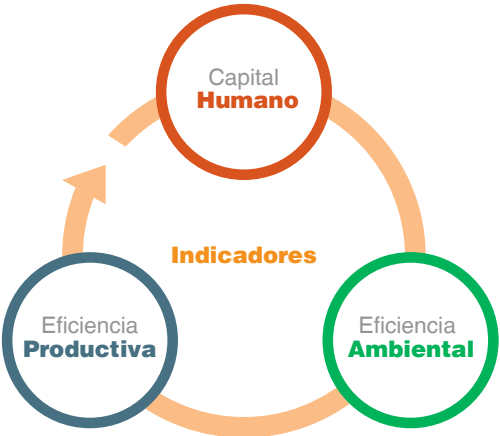 Capital
Humano
Indicadores
Eficiencia
Productiva
Eficiencia
Ambiental